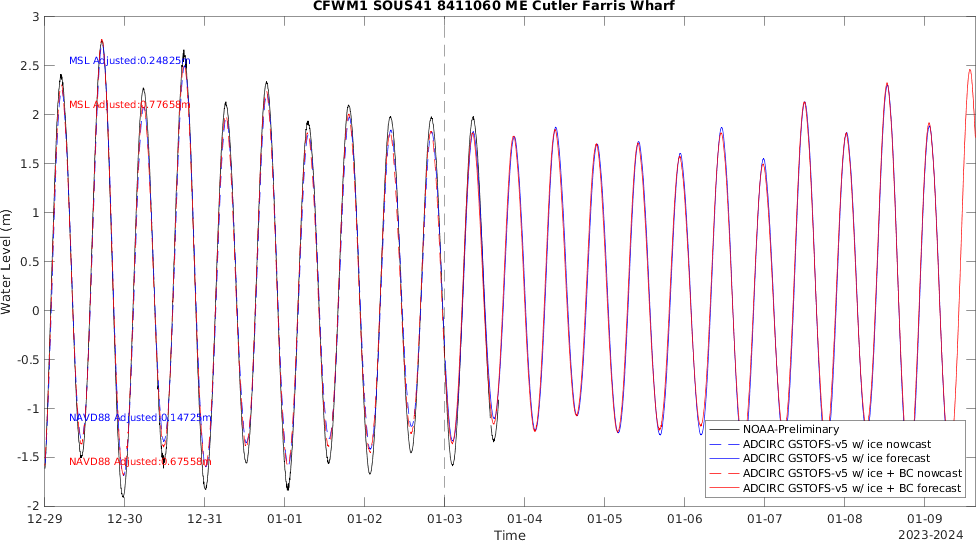 CFWM1 SOUS41 8411060 ME Cutler Farris Wharf
3
2.5
2
1.5
1
0.5
0
-0.5
-1
-1.5
-2
Water Level (m)
MSL Adjusted:0.24825m
MSL Adjusted:0.77658m
NAVD88 Adjusted:0.14725m
NAVD88 Adjusted:0.67558m
NOAA-Preliminary
ADCIRC GSTOFS-v5 w/ ice nowcast
ADCIRC GSTOFS-v5 w/ ice forecast
ADCIRC GSTOFS-v5 w/ ice + BC nowcast
ADCIRC GSTOFS-v5 w/ ice + BC forecast
12-29 12-30 12-31 01-01 01-02 01-03 01-04 01-05 01-06 01-07 01-08 01-09
Time
2023-2024